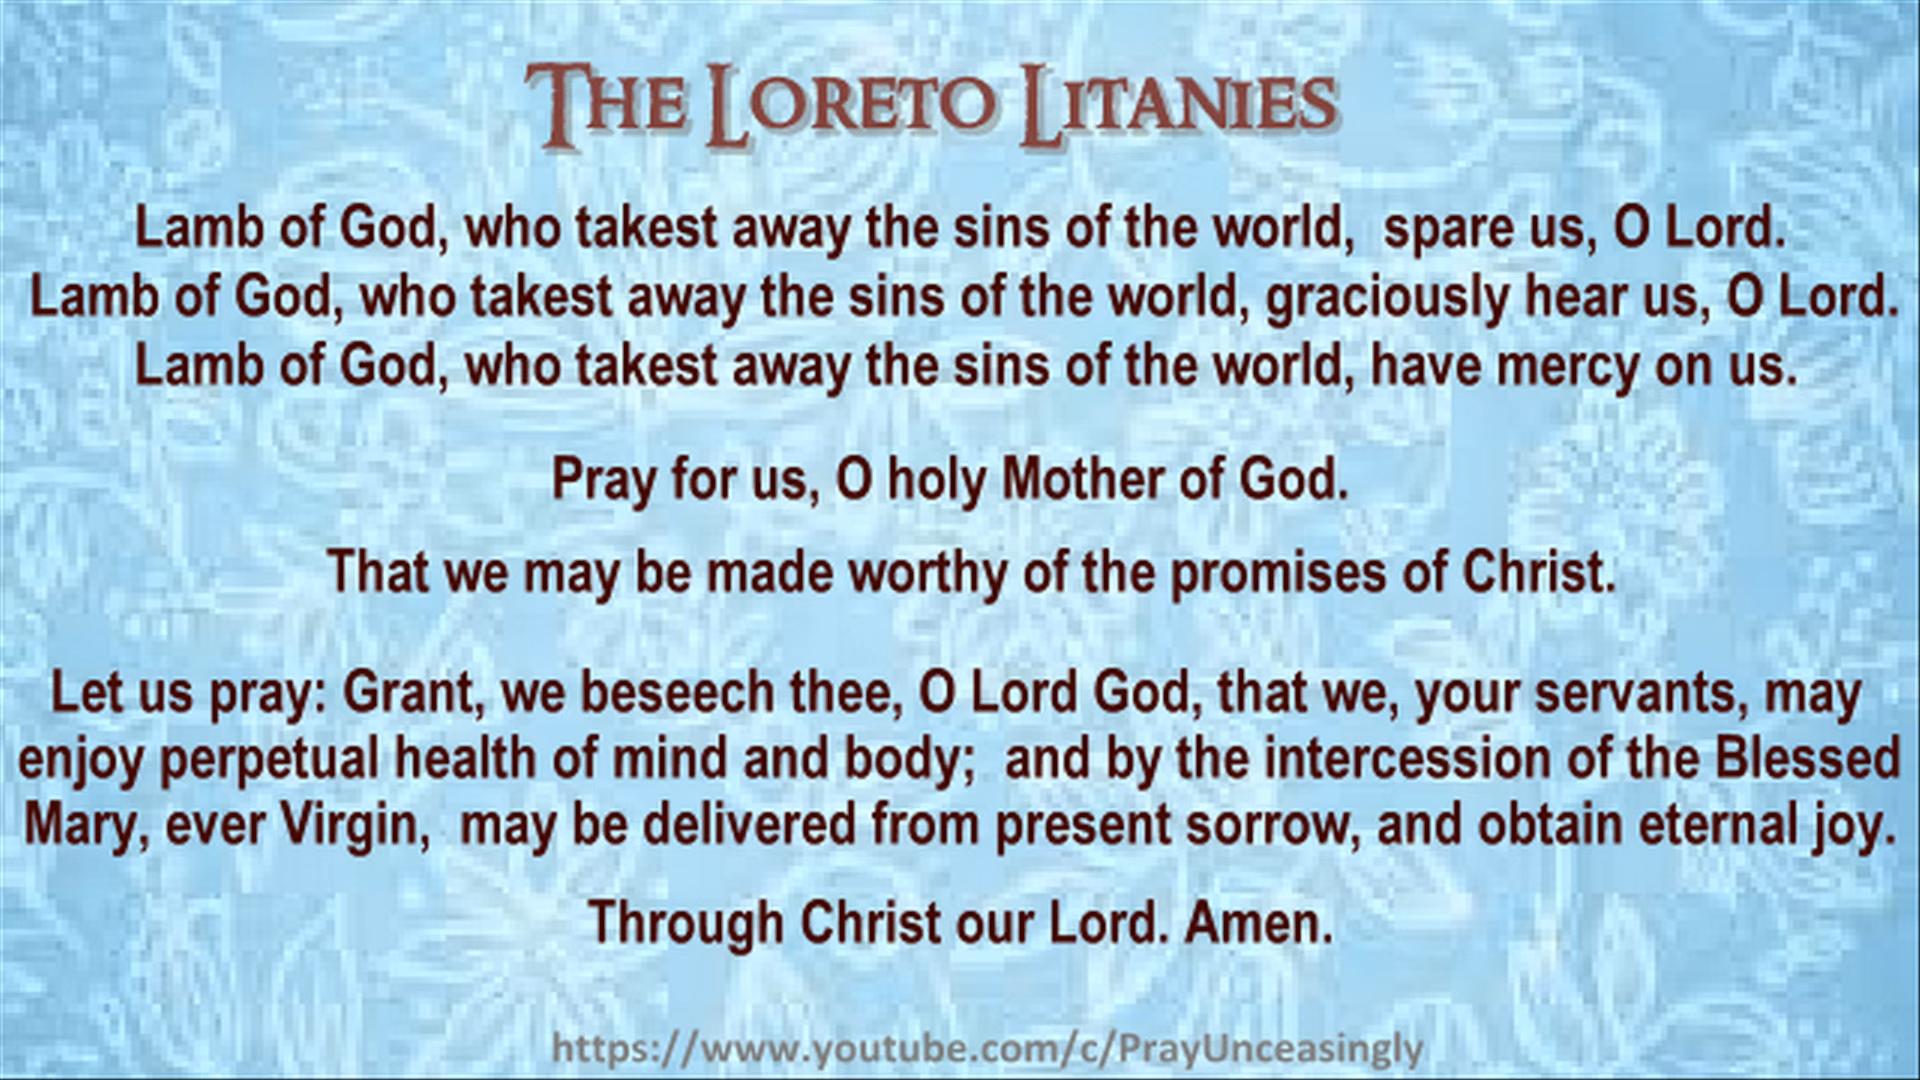 THE LORETO LITANIES
Lamb of God, who takest away the sins of the world,  spare us, O Lord.
Lamb of God, who takest away the sins of the world, graciously hear us, O Lord.
Lamb of God, who takest away the sins of the world, have mercy on us.
Pray for us, O holy Mother of God.
That we may be made worthy of the promises of Christ.
Let us pray: Grant, we beseech thee, O Lord God, that we, your servants, may
enjoy perpetual health of mind and body;  and by the intercession of the Blessed
Mary, ever Virgin,  may be delivered from present sorrow, and obtain eternal joy.
Through Christ our Lord. Amen.
https://www.youtube.com/c/PrayUnceasingly